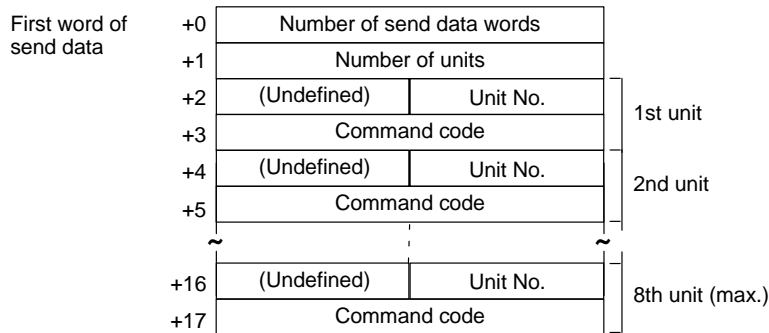 First word of
send data
+0 Number of send data words
+1 Number of units
+2 (Undefined) Unit No.
+3 Command code
1st unit
+4 (Undefined) Unit No.
+5 Command code
2nd unit
~ ~
+16 (Undefined) Unit No.
+17 Command code
8th unit (max.)